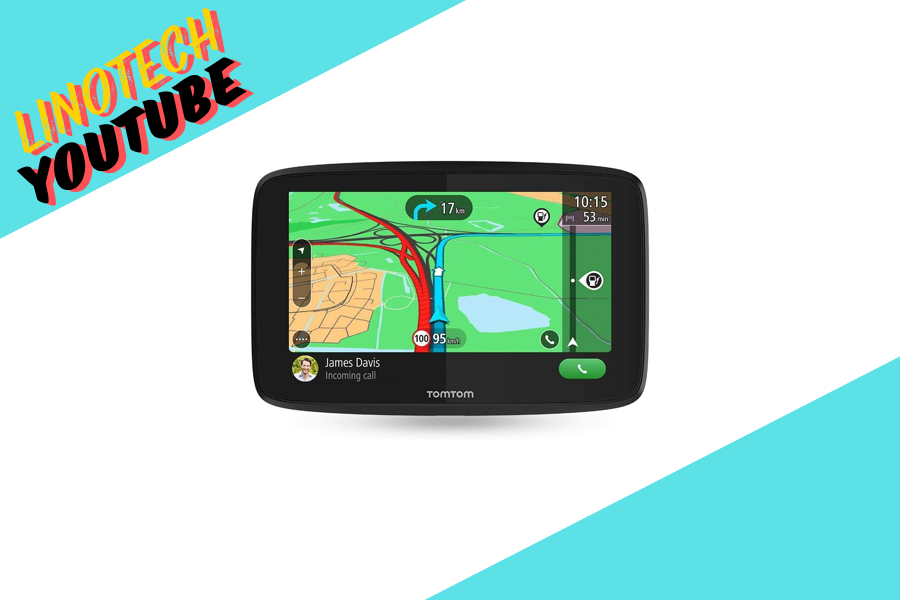 LINOTECH
YOUTUBE
17 km
10:15
53 min
100 95 km/h
James Davis
Incoming call
TOMTOM